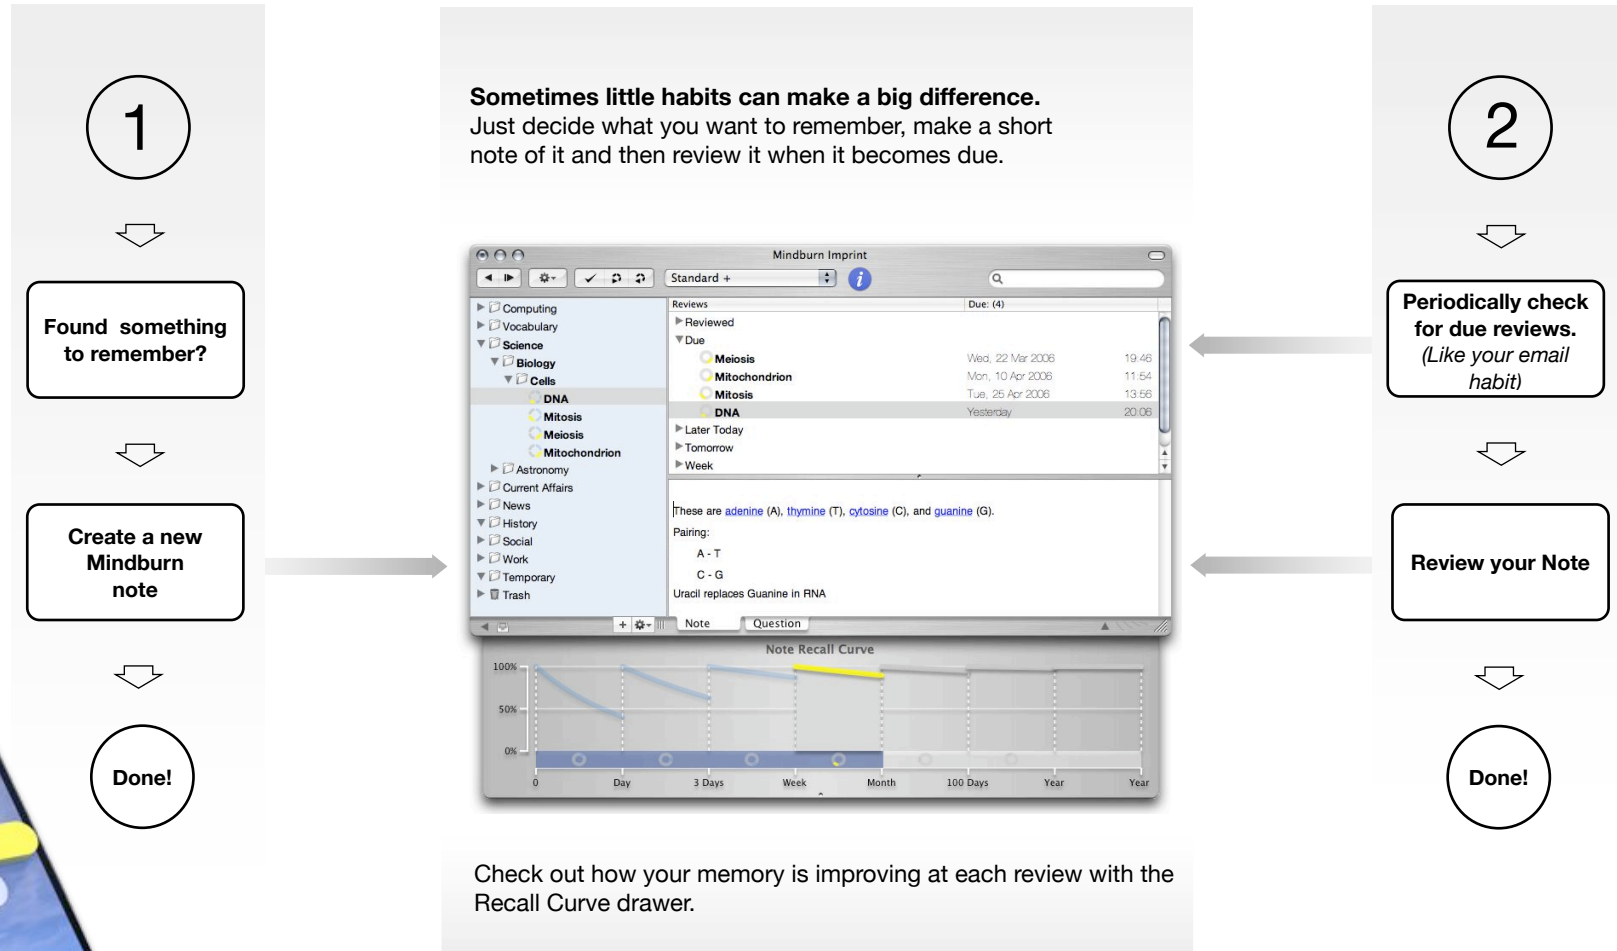 1
Found something
to remember?
Create a new
Mindburn
note
Done!
Sometimes little habits can make a big difference.
Just decide what you want to remember, make a short
note of it and then review it when it becomes due.
Mindburn Imprint
Standard +
Computing
Vocabulary
Science
Biology
Cells
DNA
Mitosis
Meiosis
Mitochondrion
Astronomy
Current Affairs
News
History
Social
Work
Temporary
Trash
Reviews Due: (4)
Reviewed
Due
Meiosis Wed, 22 Mar 2006 19:46
Mitochondrion Mon, 10 Apr 2006 11:54
Mitosis Tue, 25 Apr 2006 13:56
DNA Yesterday 20:06
Later Today
Tomorrow
Week
These are adenine (A), thymine (T), cytosine (C), and guanine (G).
Pairing:
A - T
C - G
Uracil replaces Guanine in RNA
Note Question
Note Recall Curve
100%
50%
0%
0 Day 3 Days Week Month 100 Days Year Year
Check out how your memory is improving at each review with the
Recall Curve drawer.
2
Periodically check
for due reviews.
(Like your email
habit)
Review your Note
Done!